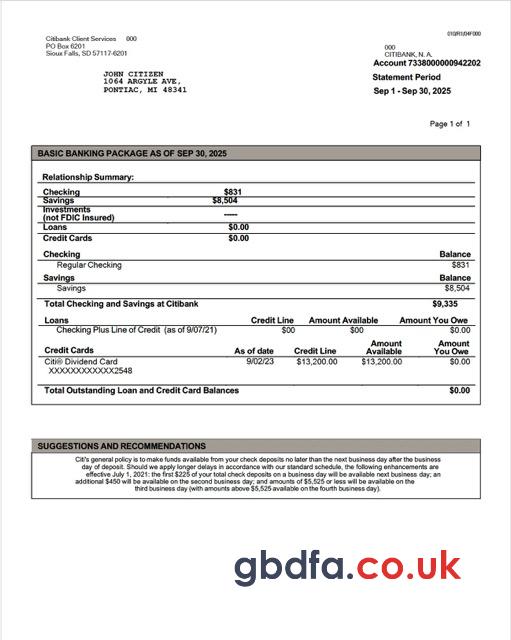 010/R1/04F000
Citibank Client Services 000
PO Box 6201
Sioux Falls, SD 57117-6201
000
CITIBANK, N. A.
Account 7338000000942202
JOHN CITIZEN
1064 ARGYLE AVE,
PONTIAC, MI 48341
Statement Period
Sep 1 - Sep 30, 2025
Page 1 of 1
BASIC BANKING PACKAGE AS OF SEP 30, 2025
Relationship Summary:
Checking $831
Savings $8,504
Investments
(not FDIC Insured) -----
Loans $0.00
Credit Cards $0.00
Checking Balance
Regular Checking $831
Savings Balance
Savings $8,504
Total Checking and Savings at Citibank $9,335
Loans Credit Line Amount Available Amount You Owe
Checking Plus Line of Credit (as of 9/07/21) $00 $00 $0.00
Credit Cards As of date Credit Line Amount Available Amount You Owe
Citi® Dividend Card 9/02/23 $13,200.00 $13,200.00 $0.00
XXXXXXXXXXXX2548
Total Outstanding Loan and Credit Card Balances $0.00
SUGGESTIONS AND RECOMMENDATIONS
Citi's general policy is to make funds available from your check deposits no later than the next business day after the business
day of deposit. Should we apply longer delays in accordance with our standard schedule, the following enhancements are
effective July 1, 2021: the first $225 of your total check deposits on a business day will be available next business day; an
additional $450 will be available on the second business day; and amounts of $5,525 or less will be available on the
third business day (with amounts above $5,525 available on the fourth business day).
gbdfa.co.uk